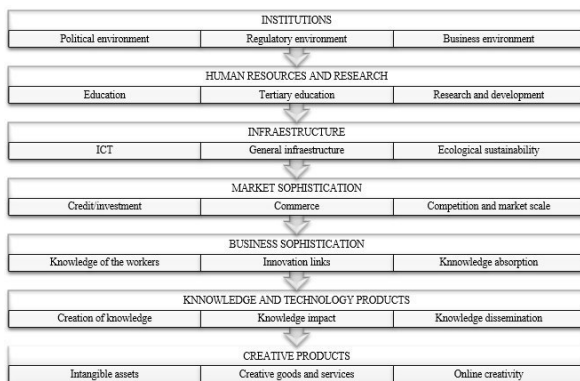 INSTITUTIONS
Political environment Regulatory environment Business environment
HUMAN RESOURCES AND RESEARCH
Education Tertiary education Research and development
INFRAESTRUCTURE
ICT General infraestructure Ecological sustainability
MARKET SOPHISTICATION
Credit/investment Commerce Competition and market scale
BUSINESS SOPHISTICATION
Knowledge of the workers Innovation links Knnowledge absorption
KNNOWLEDGE AND TECHNOLOGY PRODUCTS
Creation of knowledge Knowledge impact Knowledge dissemination
CREATIVE PRODUCTS
Intangible assets Creative goods and services Online creativity